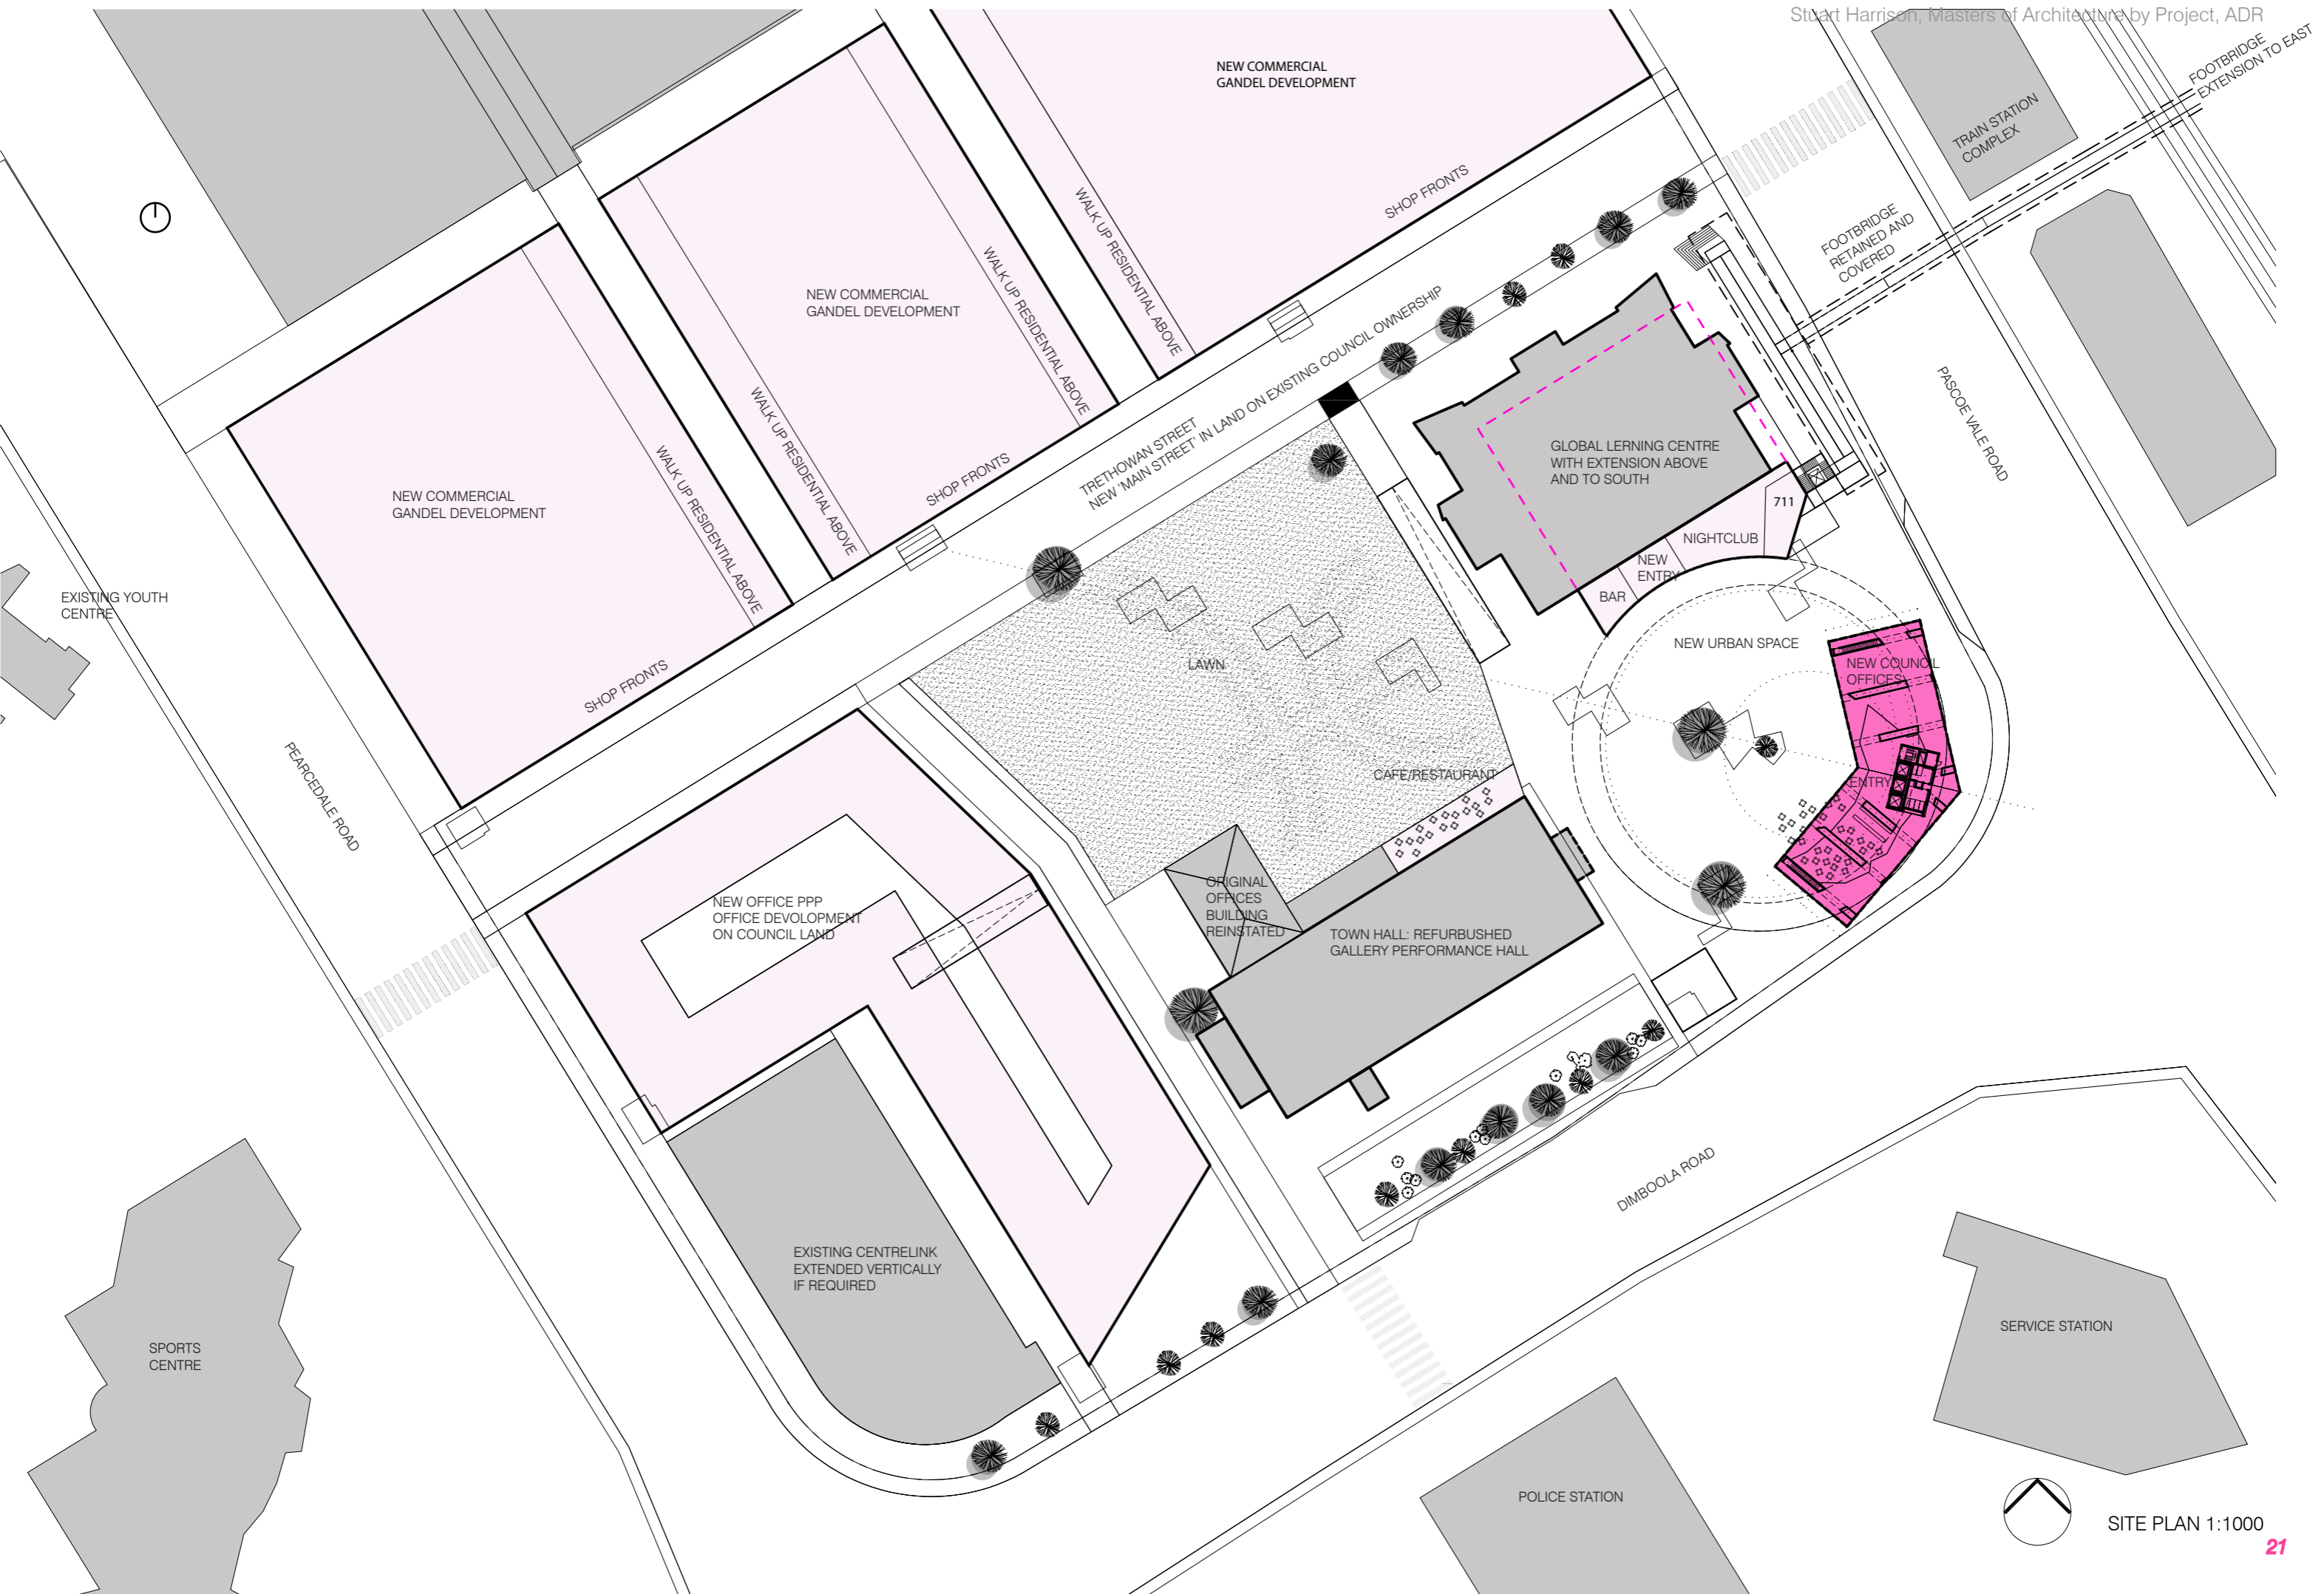 Stuart Harrison, Masters of Architecture by Project, ADR
FOOTBRIDGE
EXTENSION TO EAST
NEW COMMERCIAL
GANDEL DEVELOPMENT
TRAIN STATION
COMPLEX
SHOP FRONTS
WALK UP RESIDENTIAL ABOVE
FOOTBRIDGE
RETAINED AND
COVERED
NEW COMMERCIAL
GANDEL DEVELOPMENT
WALK UP RESIDENTIAL ABOVE
WALK UP RESIDENTIAL ABOVE
SHOP FRONTS
TRETHOWAN STREET
NEW 'MAIN STREET' IN LAND ON EXISTING COUNCIL OWNERSHIP
PASCOE VALE ROAD
GLOBAL LERNING CENTRE
WITH EXTENSION ABOVE
AND TO SOUTH
NEW COMMERCIAL
GANDEL DEVELOPMENT
WALK UP RESIDENTIAL ABOVE
SHOP FRONTS
711
NIGHTCLUB
NEW
ENTRY
BAR
EXISTING YOUTH
CENTRE
NEW URBAN SPACE
LAWN
NEW COUNCIL
OFFICES
ENTRY
PEARCEDALE ROAD
CAFE/RESTAURANT
ORIGINAL
OFFICES
BUILDING
REINSTATED
NEW OFFICE PPP
OFFICE DEVOLOPMENT
ON COUNCIL LAND
TOWN HALL: REFURBUSHED
GALLERY PERFORMANCE HALL
DIMBOOLA ROAD
EXISTING CENTRELINK
EXTENDED VERTICALLY
IF REQUIRED
SPORTS
CENTRE
SERVICE STATION
POLICE STATION
SITE PLAN 1:1000
21